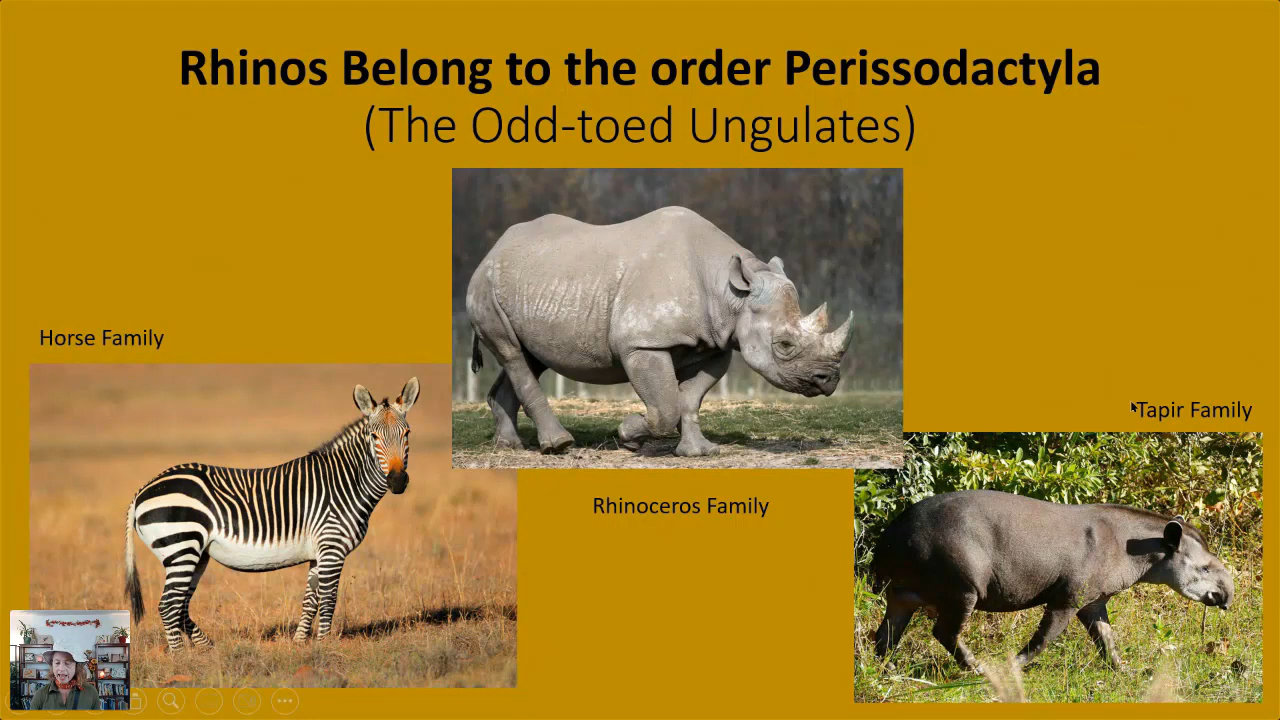 Rhinos Belong to the order Perissodactyla
(The Odd-toed Ungulates)
Horse Family
Tapir Family
Rhinoceros Family